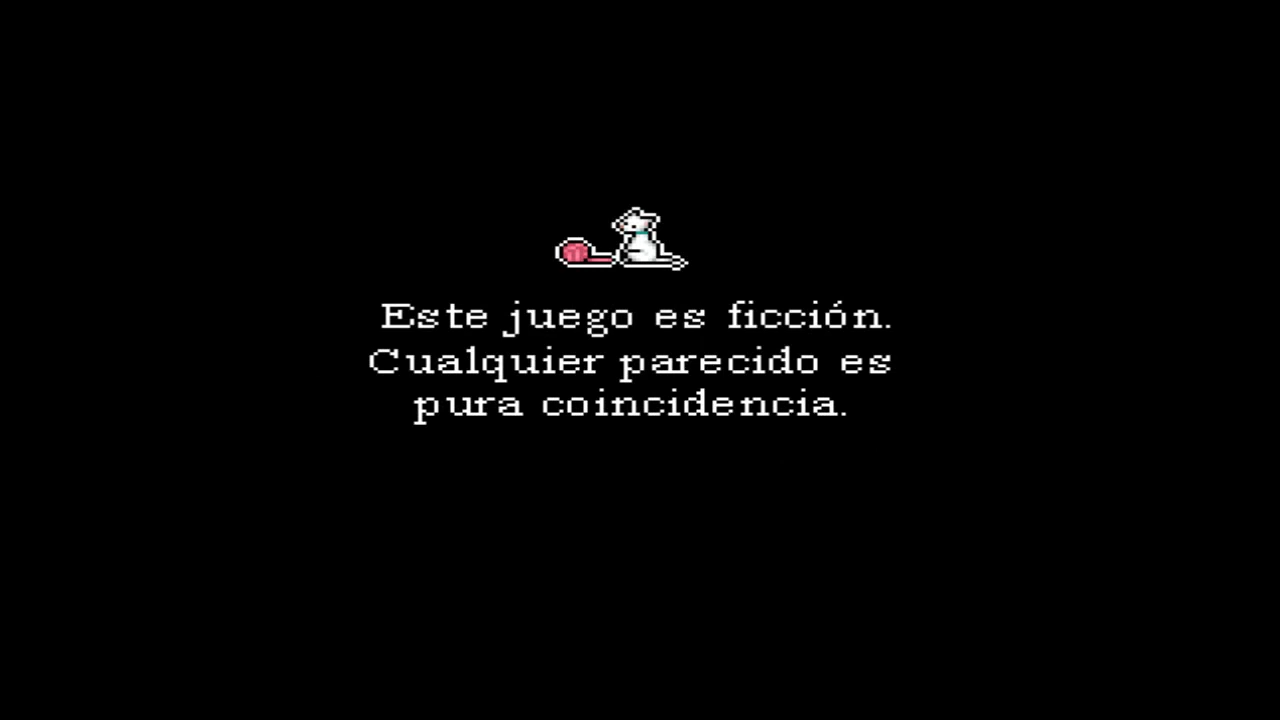 Este juego es ficción.
Cualquier parecido es
pura coincidencia.